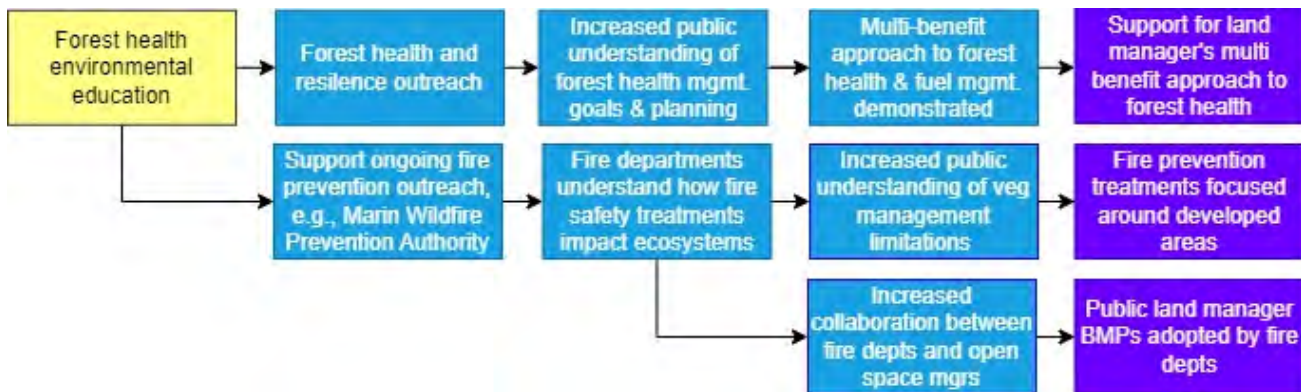 Forest health
environmental
education
Forest health and
resilence outreach
Increased public
understanding of
forest health mgmt.
goals & planning
Multi-benefit
approach to forest
health & fuel mgmt.
demonstrated
Support for land
manager's multi
benefit approach to
forest health
Support ongoing fire
prevention outreach,
e.g., Marin Wildfire
Prevention Authority
Fire departments
understand how fire
safety treatments
impact ecosystems
Increased public
understanding of veg
management
limitations
Fire prevention
treatments focused
around developed
areas
Increased
collaboration between
fire depts and open
space mgrs
Public land manager
BMPs adopted by fire
depts